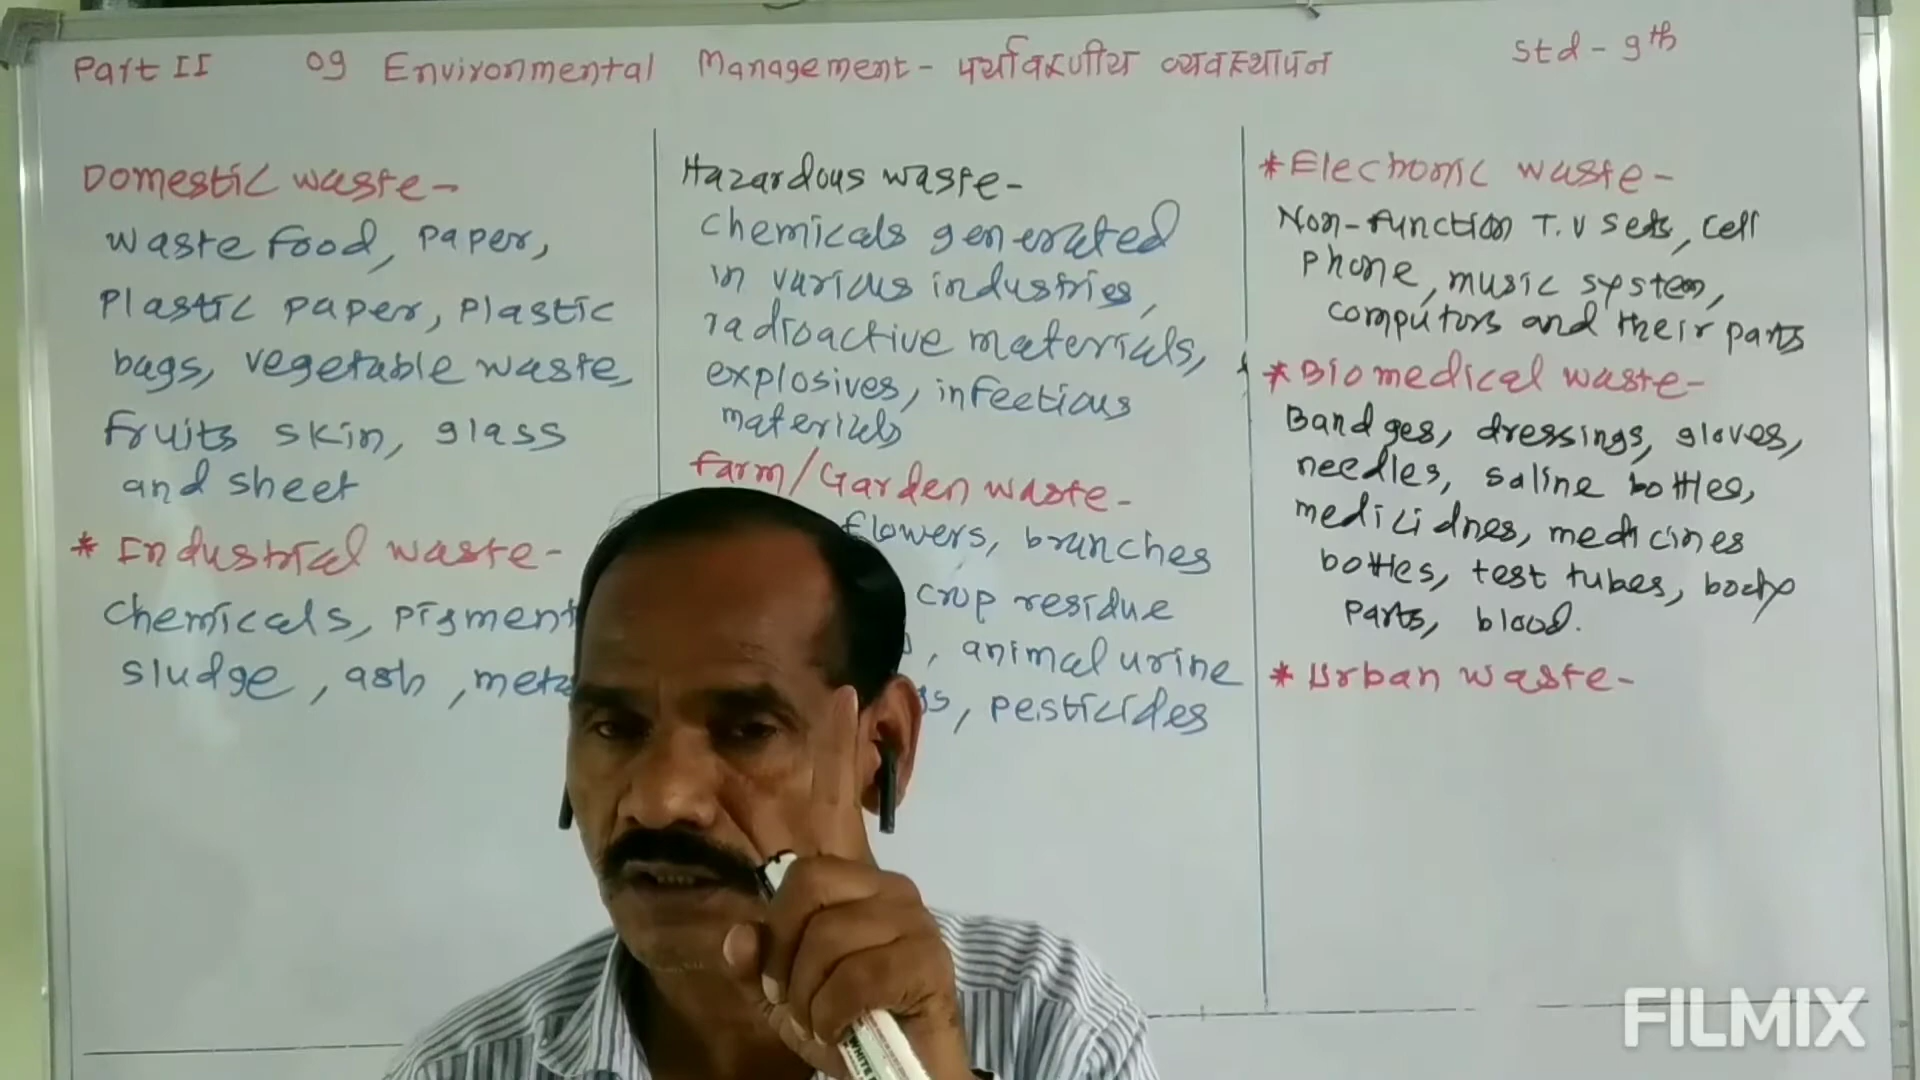 Part II 09 Environmental Management - पर्यावरणीय व्यवस्थापन
Std - 9th
Domestic waste -
waste food, paper,
plastic paper, plastic
bags, vegetable waste,
fruits skin, glass
and sheet
* Industrial waste -
chemicals, pigment
sludge, ash, meta
Hazardous waste -
chemicals generated
in various industries,
radioactive materials,
explosives, infectious
materials
Farm/Garden waste -
flowers, branches
crop residue
, animal urine
, pesticides
* Electronic waste -
Non-function T.V sets, cell
phone, music system,
computors and their parts
* Biomedical waste -
Bandges, dressings, gloves,
needles, saline bottles,
medicidnes, medicines
bottles, test tubes, body
parts, blood.
* Urban waste -
WHITE
FILMIX